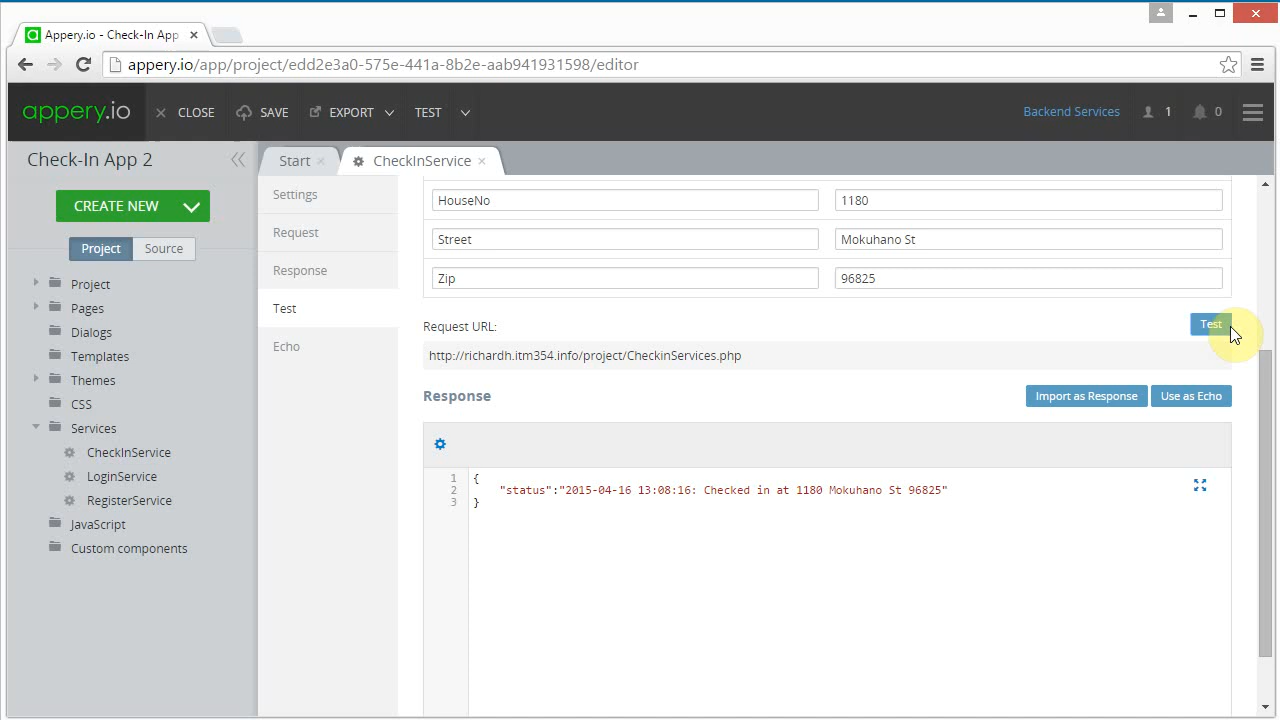 Appery.io - Check-In App
appery.io/app/project/edd2e3a0-575e-441a-8b2e-aab941931598/editor
appery.io CLOSE SAVE EXPORT TEST Backend Services 1 0
Check-In App 2
Start CheckInService
CREATE NEW
Project Source
Project
Pages
Dialogs
Templates
Themes
CSS
Services
CheckInService
LoginService
RegisterService
JavaScript
Custom components
Settings
Request
Response
Test
Echo
HouseNo 1180
Street Mokuhano St
Zip 96825
Request URL: Test
http://richardh.itm354.info/project/CheckinServices.php
Response Import as Response Use as Echo
1 {
2 "status":"2015-04-16 13:08:16: Checked in at 1180 Mokuhano St 96825"
3 }